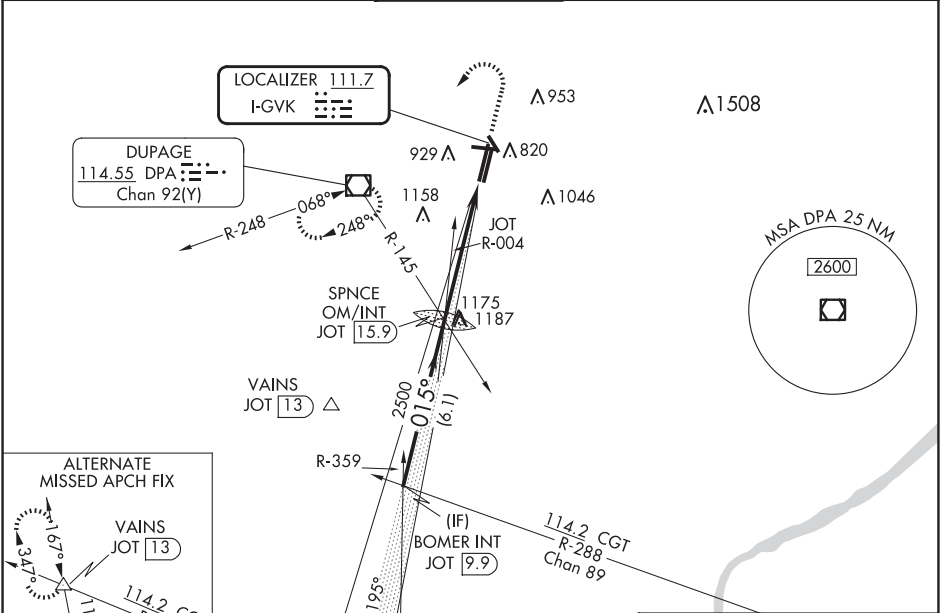 LOCALIZER 111.7
I-GVK
DUPAGE
114.55 DPA
Chan 92(Y)
953
1508
929
820
1158
1046
068°
R-248
248°
R-145
JOT
R-004
MSA DPA 25 NM
2600
SPNCE
OM/INT
JOT 15.9
1175
1187
VAINS
JOT 13
2500
015°
(6.1)
R-359
(IF)
BOMER INT
JOT 9.9
114.2 CGT
R-288
Chan 89
195°
ALTERNATE
MISSED APCH FIX
VAINS
JOT 13
167°
347°
114.2